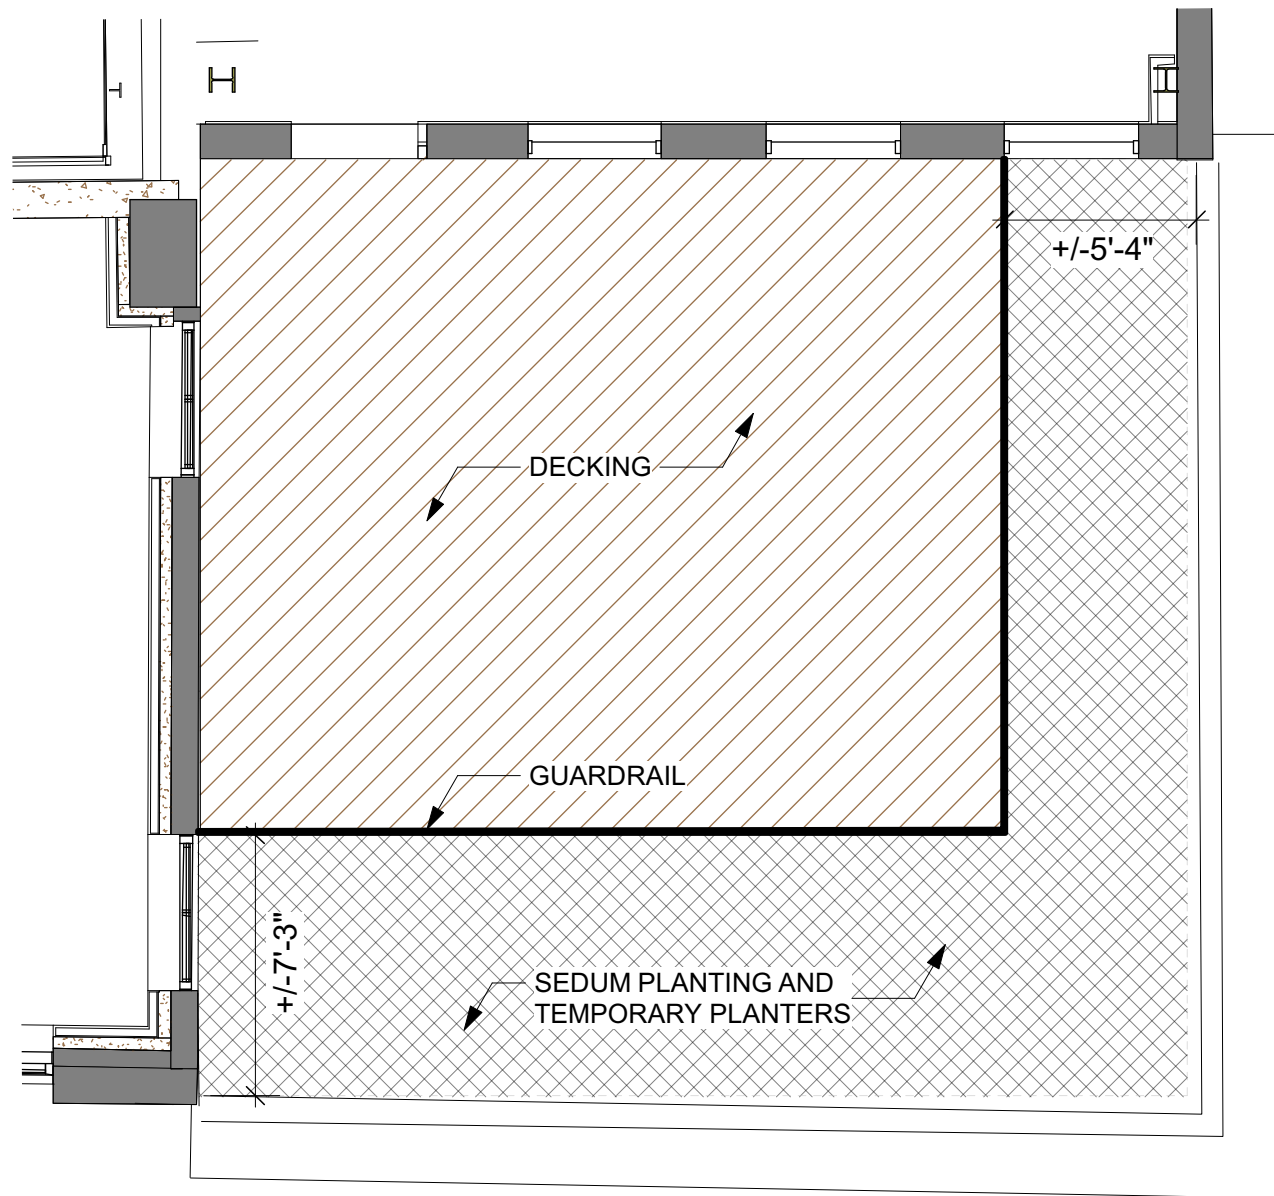 +/-5'-4"
DECKING
GUARDRAIL
+/-7'-3"
SEDUM PLANTING AND
TEMPORARY PLANTERS